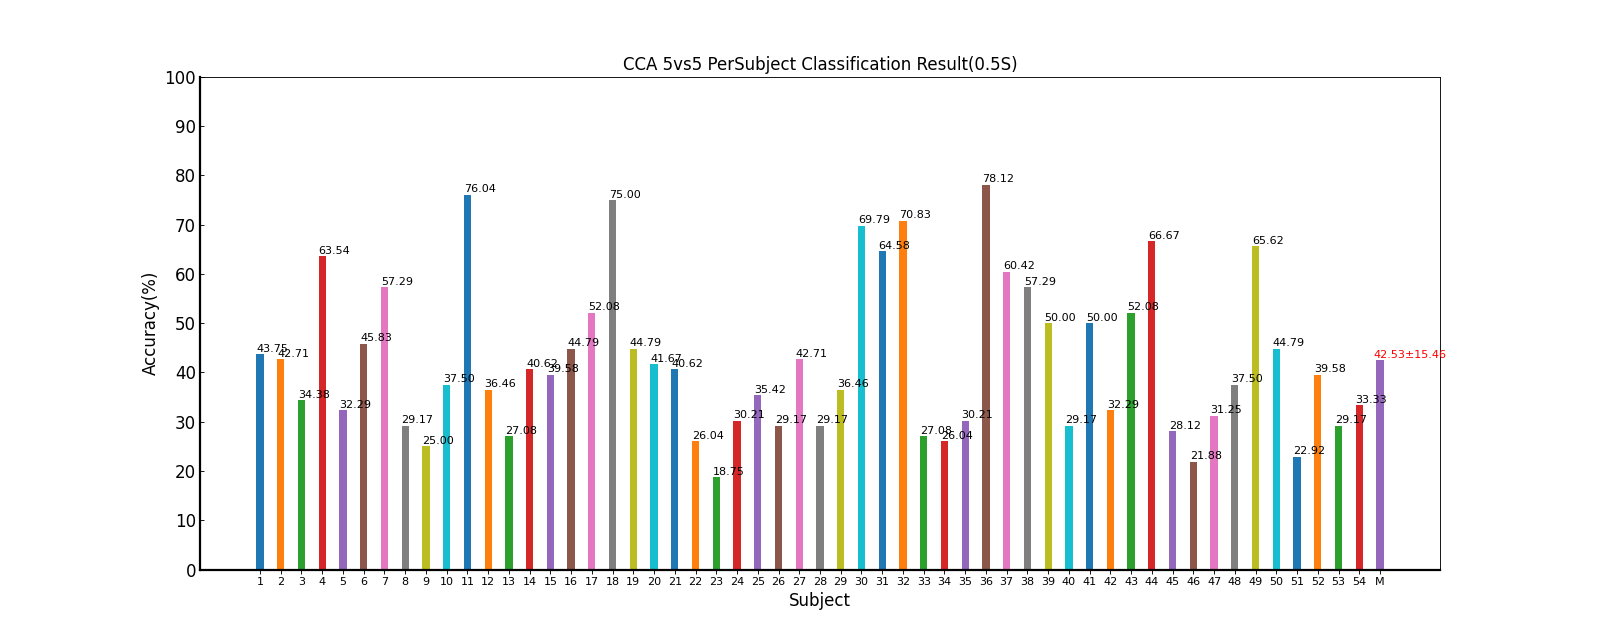 CCA 5vs5 PerSubject Classification Result(0.5S)
Accuracy(%)
100
90
80
70
60
50
40
30
20
10
0
43.75 42.71 34.38 63.54 32.29 45.83 57.29 29.17 25.00 37.50 76.04 36.46 27.08 40.62 39.58 44.79 52.08 75.00 44.79 41.67 40.62 26.04 18.75 30.21 35.42 29.17 42.71 29.17 36.46 69.79 64.58 70.83 27.08 26.04 30.21 78.12 60.42 57.29 50.00 29.17 50.00 32.29 52.08 66.67 28.12 21.88 31.25 37.50 65.62 44.79 22.92 39.58 29.17 33.33 42.53±15.46
1 2 3 4 5 6 7 8 9 10 11 12 13 14 15 16 17 18 19 20 21 22 23 24 25 26 27 28 29 30 31 32 33 34 35 36 37 38 39 40 41 42 43 44 45 46 47 48 49 50 51 52 53 54 M
Subject